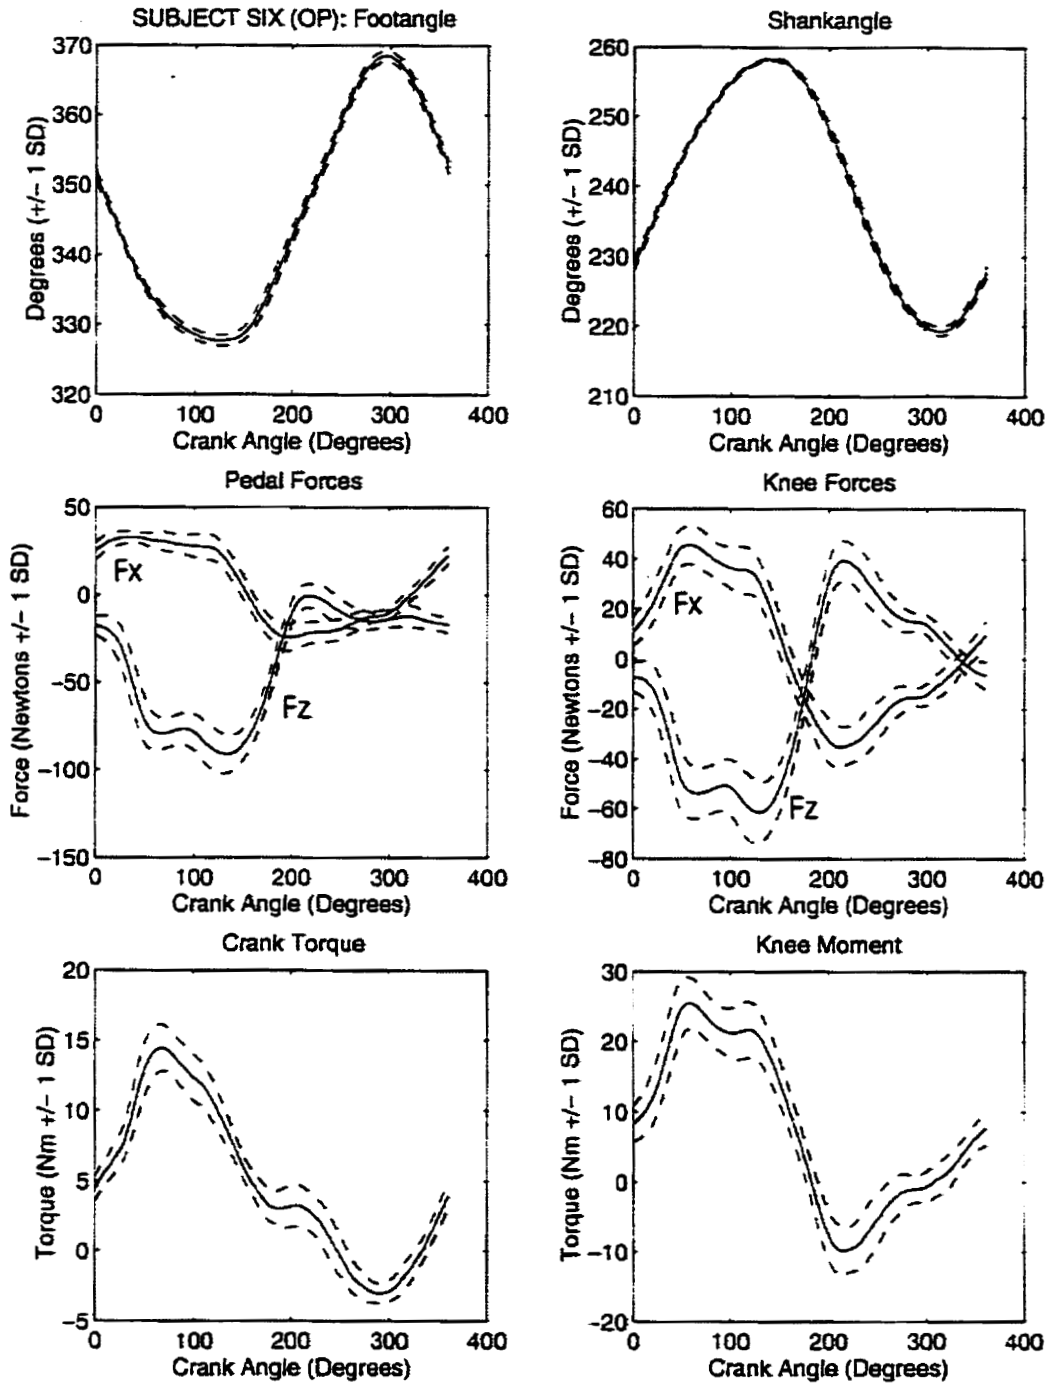 SUBJECT SIX (OP): Footangle
370
360
350
340
330
320
Degrees (+/− 1 SD)
0 100 200 300 400
Crank Angle (Degrees)
Shankangle
260
250
240
230
220
210
Degrees (+/− 1 SD)
0 100 200 300 400
Crank Angle (Degrees)
Pedal Forces
50
0
−50
−100
−150
Force (Newtons +/− 1 SD)
Fx
Fz
0 100 200 300 400
Crank Angle (Degrees)
Knee Forces
60
40
20
0
−20
−40
−60
−80
Force (Newtons +/− 1 SD)
Fx
Fz
0 100 200 300 400
Crank Angle (Degrees)
Crank Torque
20
15
10
5
0
−5
Torque (Nm +/− 1 SD)
0 100 200 300 400
Crank Angle (Degrees)
Knee Moment
30
20
10
0
−10
−20
Torque (Nm +/− 1 SD)
0 100 200 300 400
Crank Angle (Degrees)